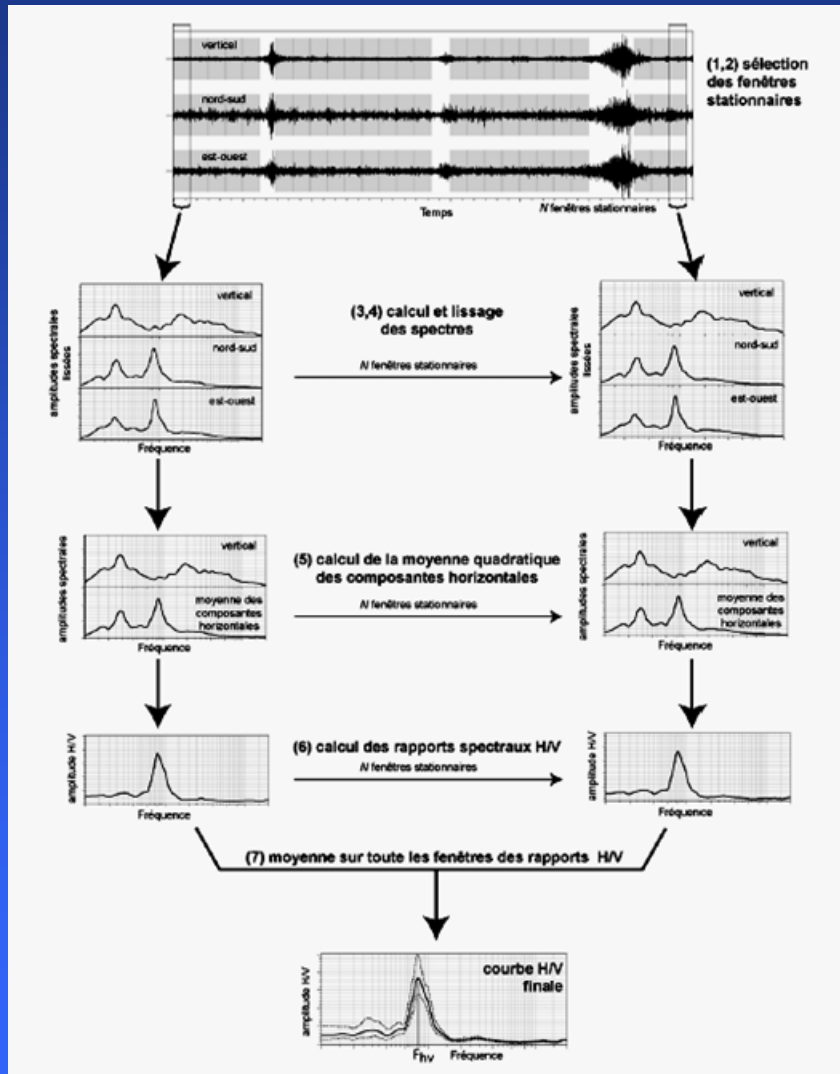 vertical
(1,2) sélection
des fenêtres
stationnaires
nord-sud
est-ouest
Temps
N fenêtres stationnaires
amplitudes spectrales
lissées
vertical
nord-sud
est-ouest
Fréquence
(3,4) calcul et lissage
des spectres
N fenêtres stationnaires
amplitudes spectrales
lissées
vertical
nord-sud
est-ouest
Fréquence
amplitudes spectrales
vertical
moyenne des
composantes
horizontales
Fréquence
(5) calcul de la moyenne quadratique
des composantes horizontales
N fenêtres stationnaires
amplitudes spectrales
vertical
moyenne des
composantes
horizontales
Fréquence
amplitude H/V
Fréquence
(6) calcul des rapports spectraux H/V
N fenêtres stationnaires
amplitude H/V
Fréquence
(7) moyenne sur toute les fenêtres des rapports H/V
amplitude H/V
courbe H/V
finale
Fhv Fréquence